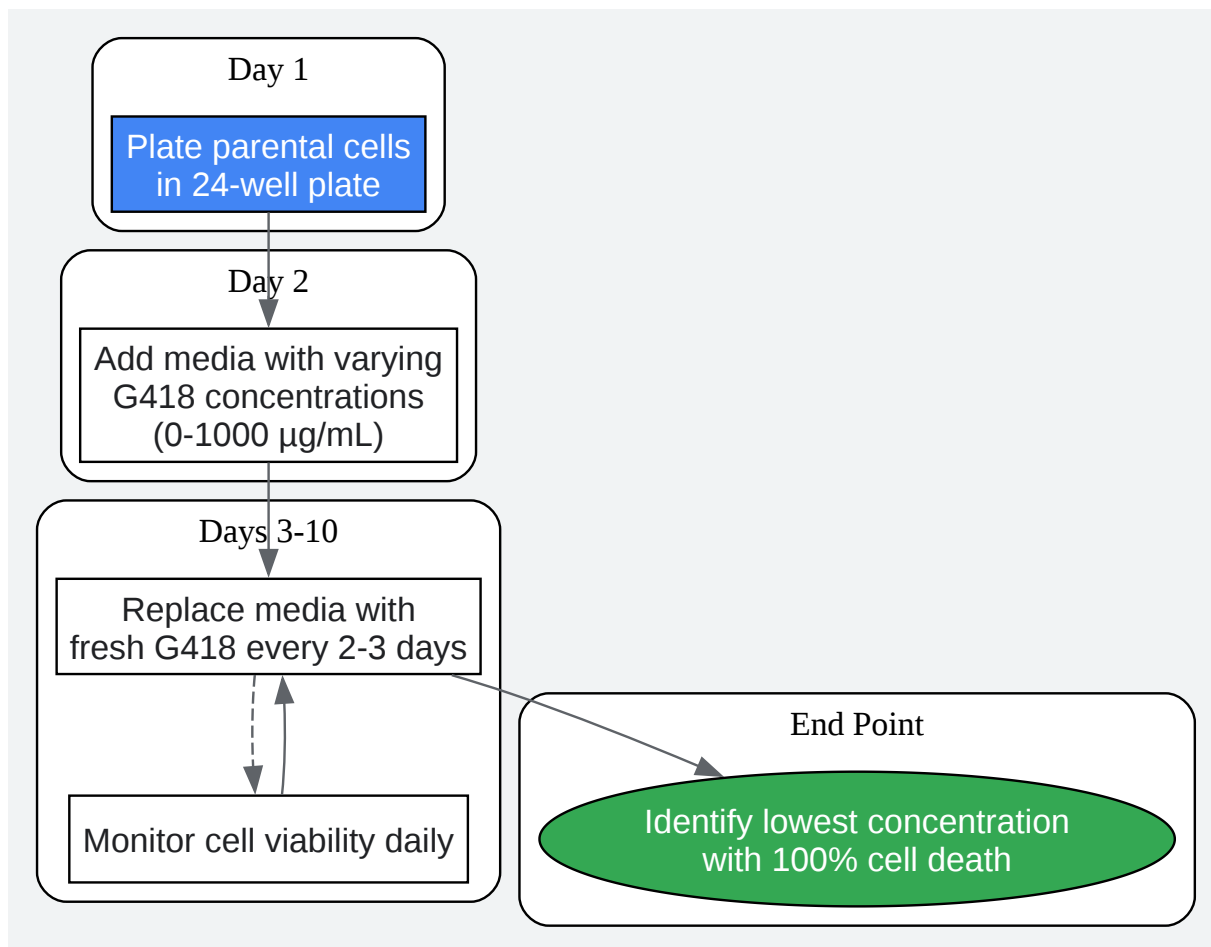 Day 1
Plate parental cells
in 24-well plate
Day 2
Add media with varying
G418 concentrations
(0-1000 µg/mL)
Days 3-10
Replace media with
fresh G418 every 2-3 days
Monitor cell viability daily
End Point
Identify lowest concentration
with 100% cell death